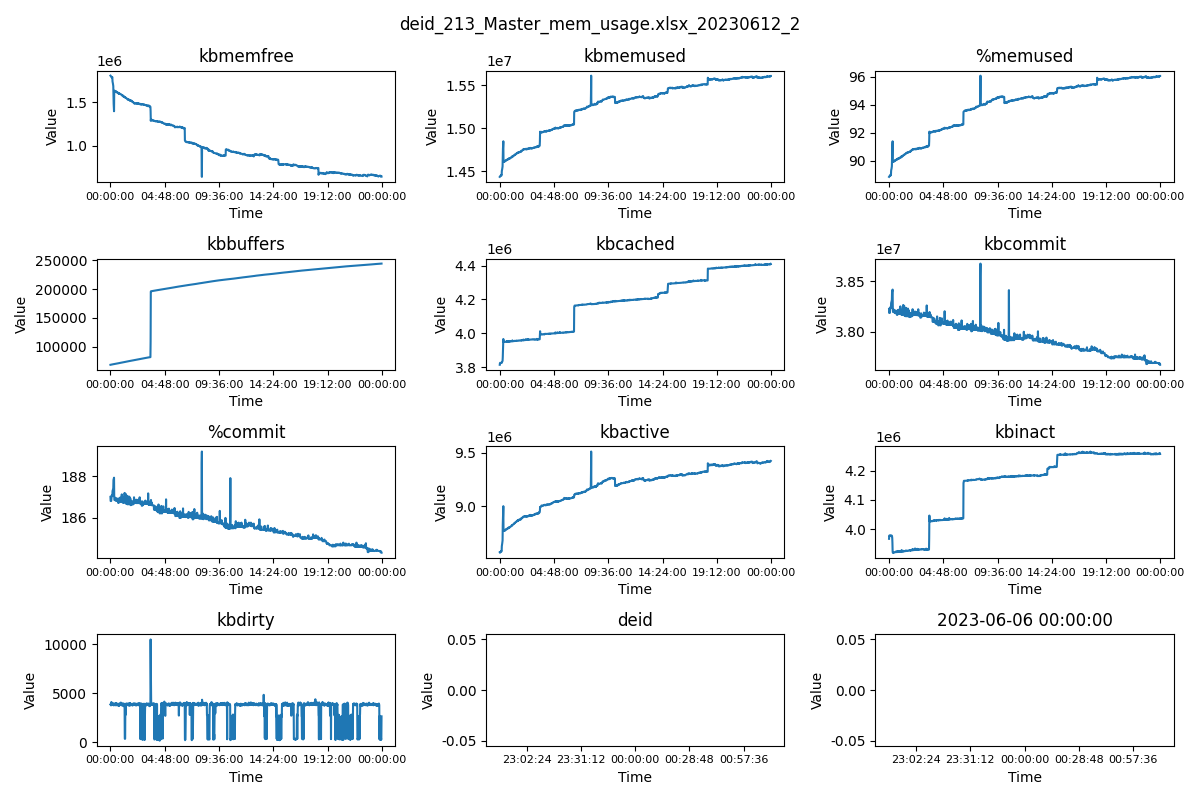 deid_213_Master_mem_usage.xlsx_20230612_2
kbmemfree
1e6
1.5
1.0
Value
00:00:00 04:48:00 09:36:00 14:24:00 19:12:00 00:00:00
Time
kbmemused
1e7
15.55
1.50
1.45
Value
00:00:00 04:48:00 09:36:00 14:24:00 19:12:00 00:00:00
Time
%memused
96
94
92
90
Value
00:00:00 04:48:00 09:36:00 14:24:00 19:12:00 00:00:00
Time
kbbuffers
250000
200000
150000
100000
Value
00:00:00 04:48:00 09:36:00 14:24:00 19:12:00 00:00:00
Time
kbcached
1e6
4.4
4.2
4.0
3.8
Value
00:00:00 04:48:00 09:36:00 14:24:00 19:12:00 00:00:00
Time
kbcommit
1e7
3.85
3.80
Value
00:00:00 04:48:00 09:36:00 14:24:00 19:12:00 00:00:00
Time
%commit
188
186
Value
00:00:00 04:48:00 09:36:00 14:24:00 19:12:00 00:00:00
Time
kbactive
1e6
9.5
9.0
Value
00:00:00 04:48:00 09:36:00 14:24:00 19:12:00 00:00:00
Time
kbinact
1e6
4.2
4.1
4.0
Value
00:00:00 04:48:00 09:36:00 14:24:00 19:12:00 00:00:00
Time
kbdirty
10000
5000
0
Value
00:00:00 04:48:00 09:36:00 14:24:00 19:12:00 00:00:00
Time
deid
0.05
0.00
-0.05
Value
23:02:24 23:31:12 00:00:00 00:28:48 00:57:36
Time
2023-06-06 00:00:00
0.05
0.00
-0.05
Value
23:02:24 23:31:12 00:00:00 00:28:48 00:57:36
Time